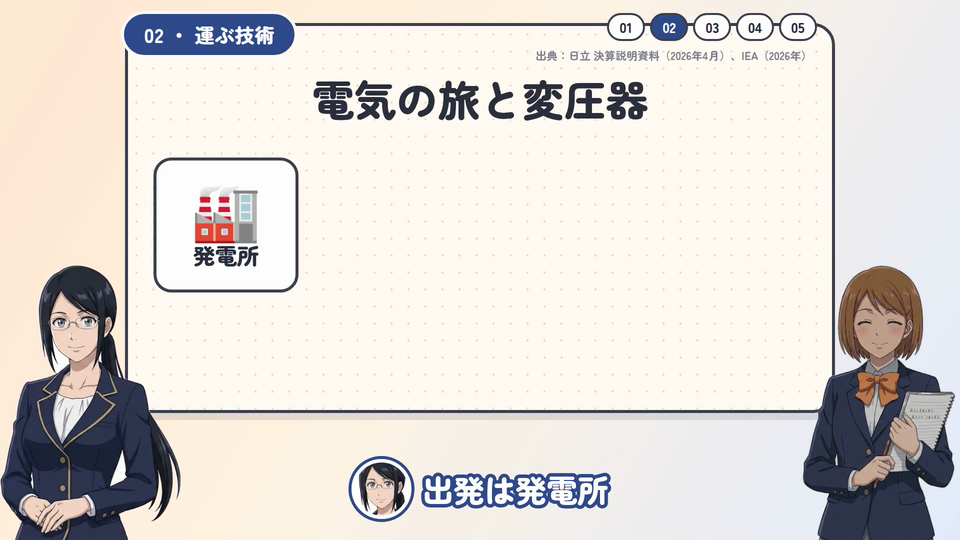 02 ・ 運ぶ技術
01 02 03 04 05
出典：日立 決算説明資料（2026年4月）、IEA（2026年）
電気の旅と変圧器
発電所
出発は発電所